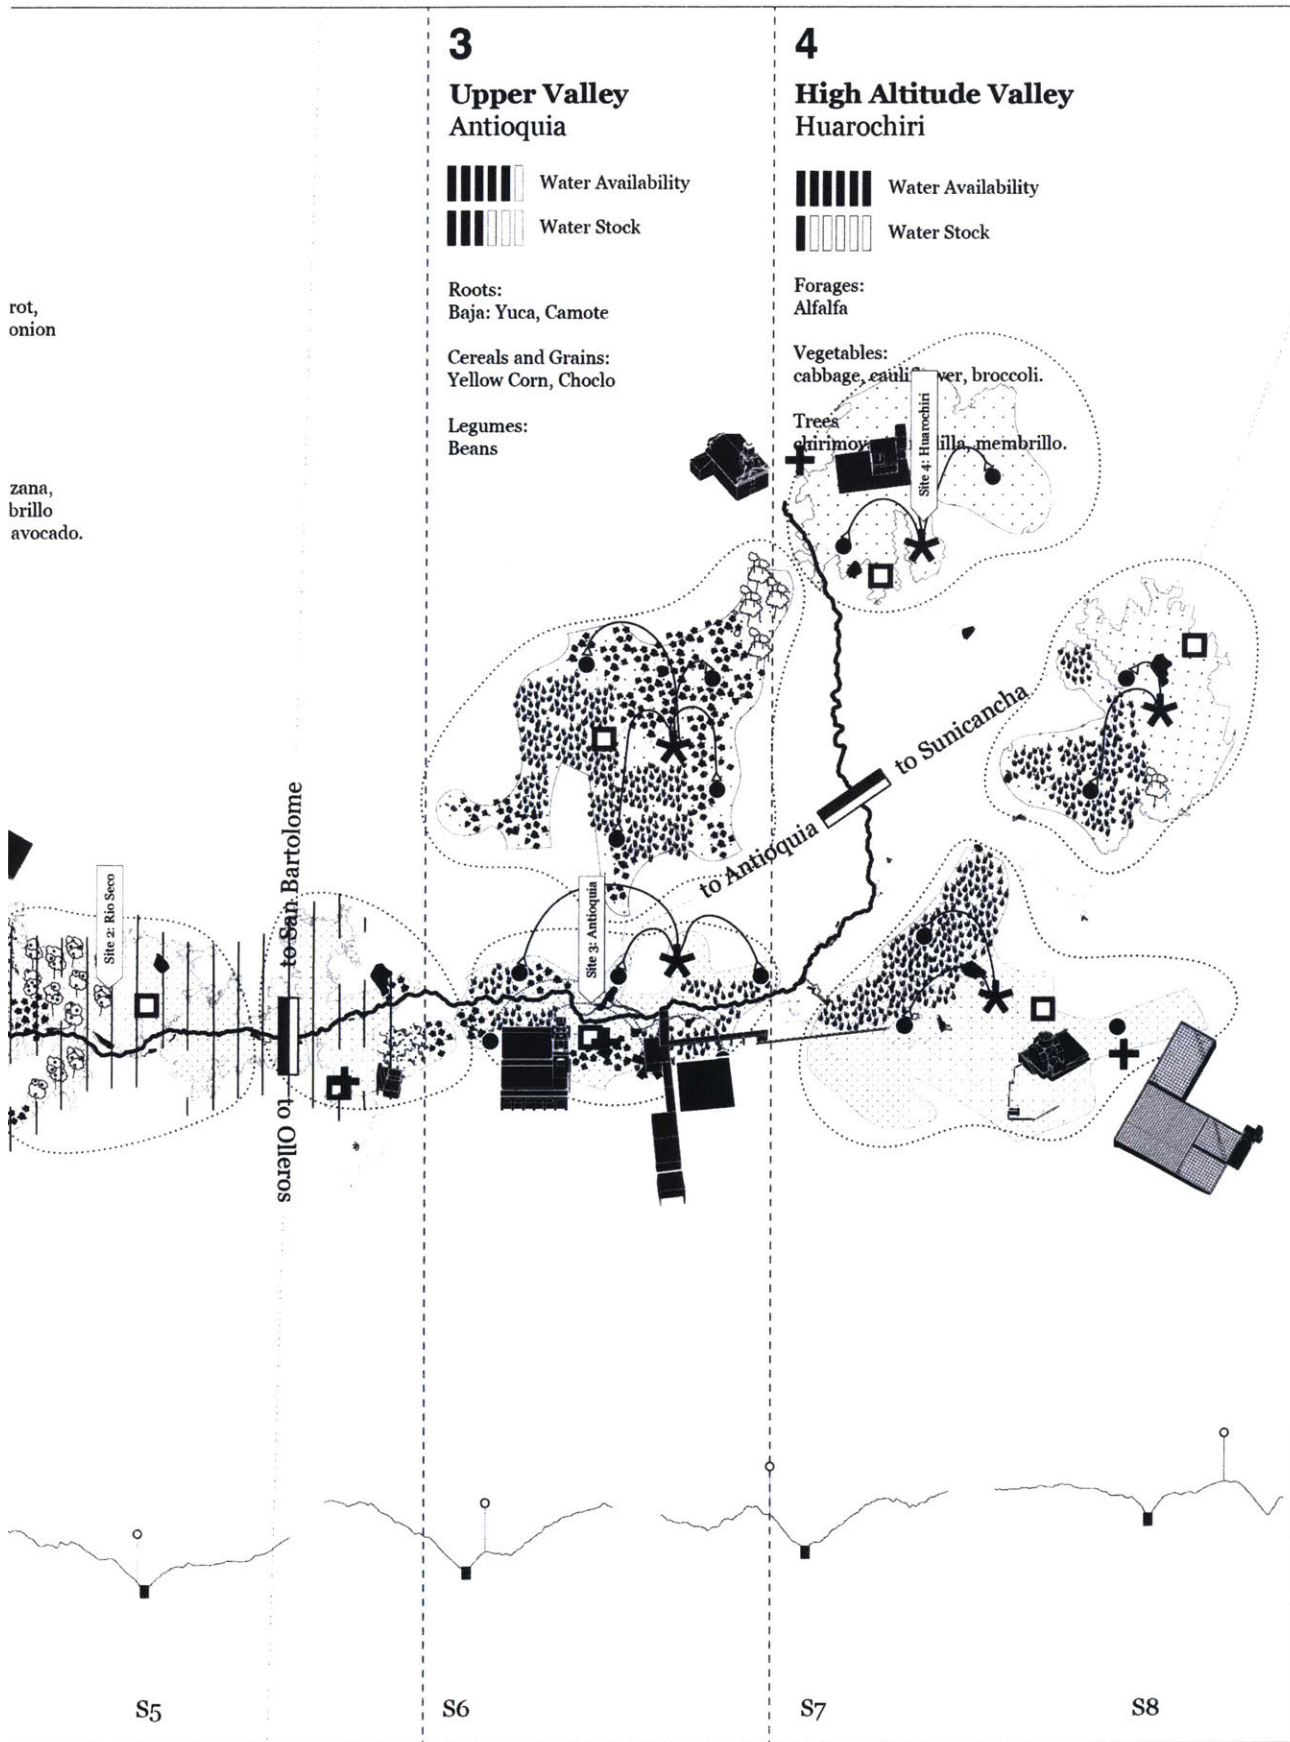 3
Upper Valley
Antioquia
Water Availability
Water Stock
Roots:
Baja: Yuca, Camote
Cereals and Grains:
Yellow Corn, Choclo
Legumes:
Beans
4
High Altitude Valley
Huarochiri
Water Availability
Water Stock
Forages:
Alfalfa
Vegetables:
cabbage, broccoli.
Trees
membrillo.
rot,
onion
zana,
brillo
avocado.
Site 4: Huarochiri
to Sunicancha
to Antioquia
Site 3: Antioquia
Site 2: Rio Seco
to San Bartolome
to Olleros
S5
S6
S7
S8